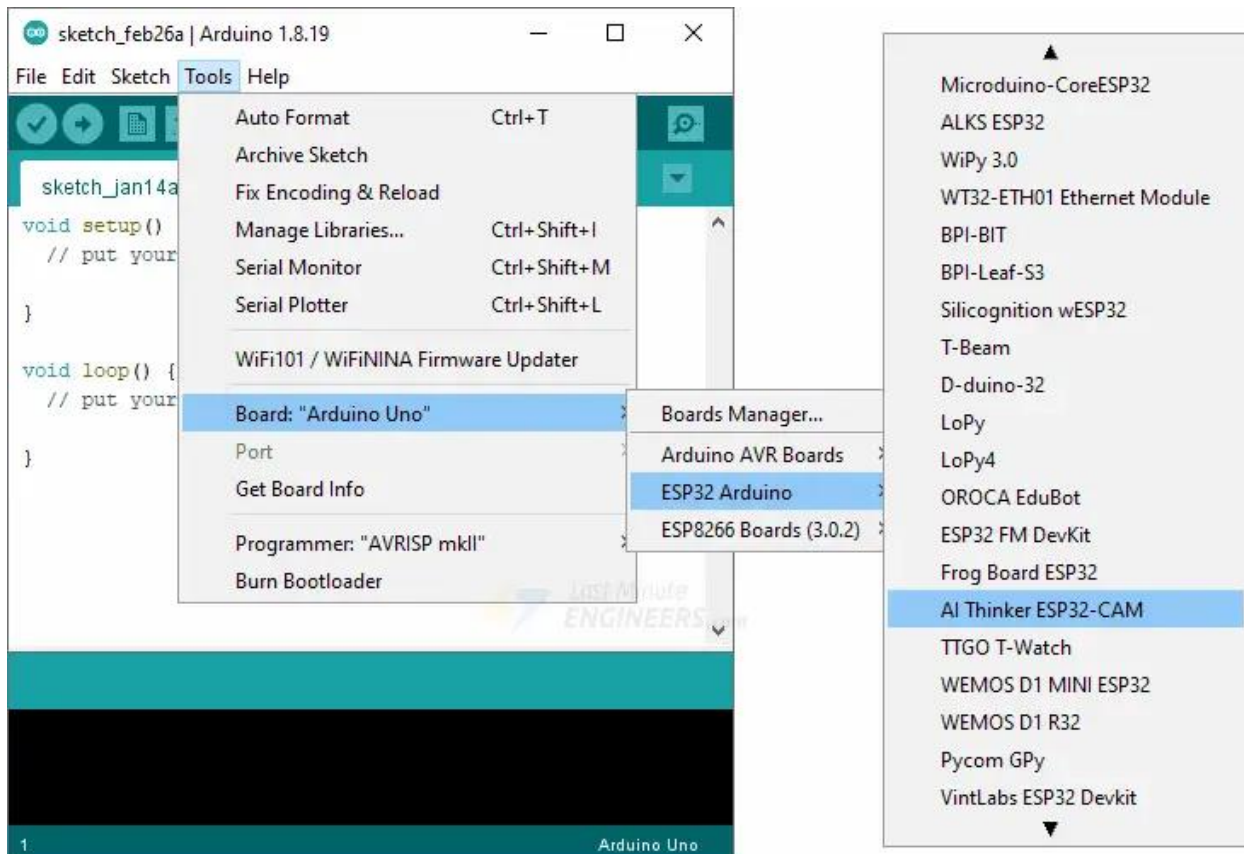 sketch_feb26a | Arduino 1.8.19
File Edit Sketch Tools Help
sketch_jan14a
void setup()
// put your
}
void loop() {
// put your
}
Auto Format Ctrl+T
Archive Sketch
Fix Encoding & Reload
Manage Libraries... Ctrl+Shift+I
Serial Monitor Ctrl+Shift+M
Serial Plotter Ctrl+Shift+L
WiFi101 / WiFiNINA Firmware Updater
Board: "Arduino Uno"
Port
Get Board Info
Programmer: "AVRISP mkII"
Burn Bootloader
Boards Manager...
Arduino AVR Boards
ESP32 Arduino
ESP8266 Boards (3.0.2)
Microduino-CoreESP32
ALKS ESP32
WiPy 3.0
WT32-ETH01 Ethernet Module
BPI-BIT
BPI-Leaf-S3
Silicognition wESP32
T-Beam
D-duino-32
LoPy
LoPy4
OROCA EduBot
ESP32 FM DevKit
Frog Board ESP32
AI Thinker ESP32-CAM
TTGO T-Watch
WEMOS D1 MINI ESP32
WEMOS D1 R32
Pycom GPy
VintLabs ESP32 Devkit
Last Minute
ENGINEERS.com
1 Arduino Uno